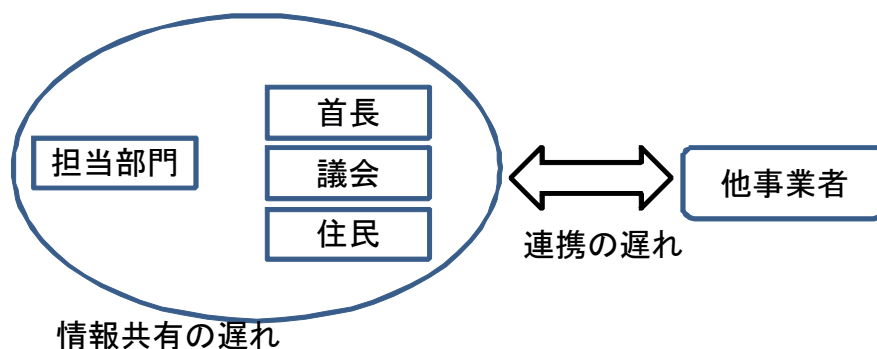 首長
担当部門
議会
他事業者
住民
連携の遅れ
情報共有の遅れ